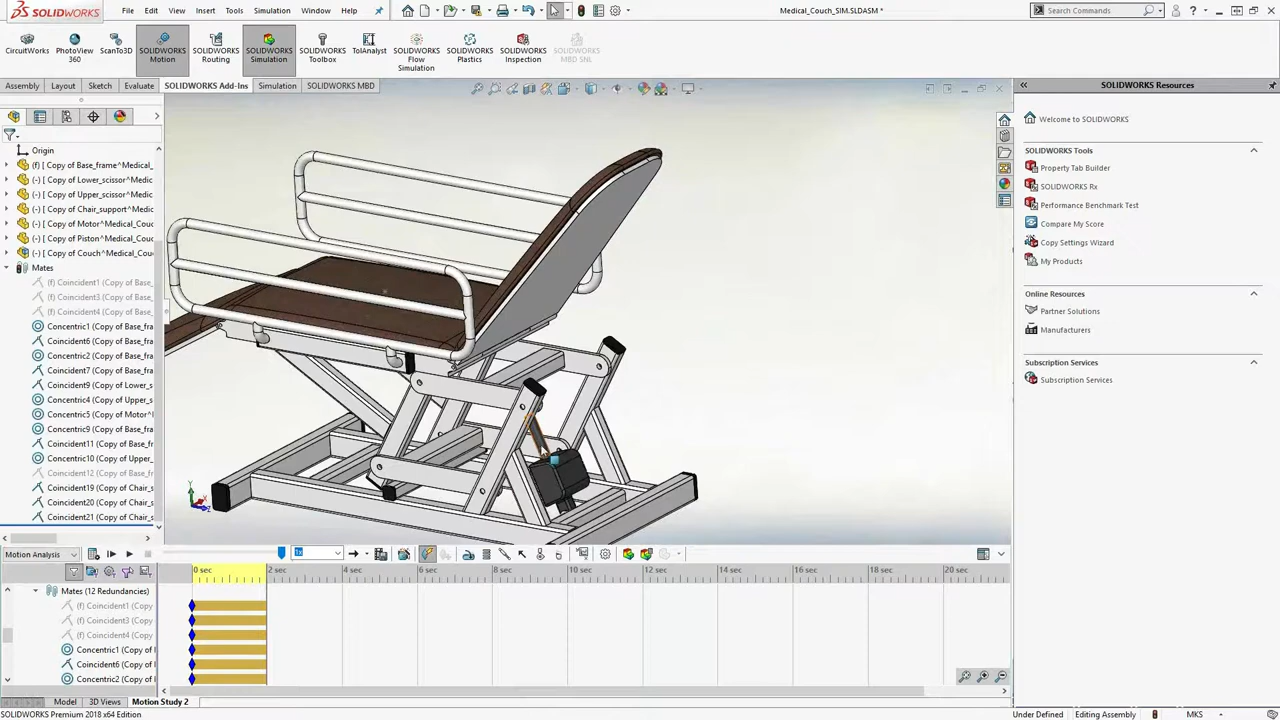 SOLIDWORKS
File Edit View Insert Tools Simulation Window Help
Medical_Couch_SIM.SLDASM *
Search Commands
CircuitWorks
PhotoView 360
ScanTo3D
SOLIDWORKS Motion
SOLIDWORKS Routing
SOLIDWORKS Simulation
SOLIDWORKS Toolbox
TolAnalyst
SOLIDWORKS Flow Simulation
SOLIDWORKS Plastics
SOLIDWORKS Inspection
SOLIDWORKS MBD SNL
Assembly Layout Sketch Evaluate SOLIDWORKS Add-Ins Simulation SOLIDWORKS MBD
Origin
(f) [ Copy of Base_frame^Medical_
(-) [ Copy of Lower_scissor^Medic
(-) [ Copy of Upper_scissor^Medic
(-) [ Copy of Chair_support^Medic
(-) [ Copy of Motor^Medical_Couc
(-) [ Copy of Piston^Medical_Couc
(-) [ Copy of Couch^Medical_Cou
Mates
(f) Coincident1 (Copy of Base_
(f) Coincident3 (Copy of Base_
(f) Coincident4 (Copy of Base_
Concentric1 (Copy of Base_fra
Coincident6 (Copy of Base_fra
Concentric2 (Copy of Base_fra
Coincident7 (Copy of Base_fra
Coincident9 (Copy of Lower_s
Concentric4 (Copy of Upper_s
Concentric5 (Copy of Motor^
Concentric9 (Copy of Base_fra
Coincident11 (Copy of Base_f
Concentric10 (Copy of Upper_
Coincident12 (Copy of Base_f
Coincident19 (Copy of Chair_s
Coincident20 (Copy of Chair_s
Coincident21 (Copy of Chair_s
SOLIDWORKS Resources
Welcome to SOLIDWORKS
SOLIDWORKS Tools
Property Tab Builder
SOLIDWORKS Rx
Performance Benchmark Test
Compare My Score
Copy Settings Wizard
My Products
Online Resources
Partner Solutions
Manufacturers
Subscription Services
Subscription Services
Motion Analysis
1x
0 sec 2 sec 4 sec 6 sec 8 sec 10 sec 12 sec 14 sec 16 sec 18 sec 20 sec
Mates (12 Redundancies)
(f) Coincident1 (Copy
(f) Coincident3 (Copy
(f) Coincident4 (Copy
Concentric1 (Copy of I
Coincident6 (Copy of I
Concentric2 (Copy of I
Model 3D Views Motion Study 2
SOLIDWORKS Premium 2018 x64 Edition
Under Defined Editing Assembly MKS